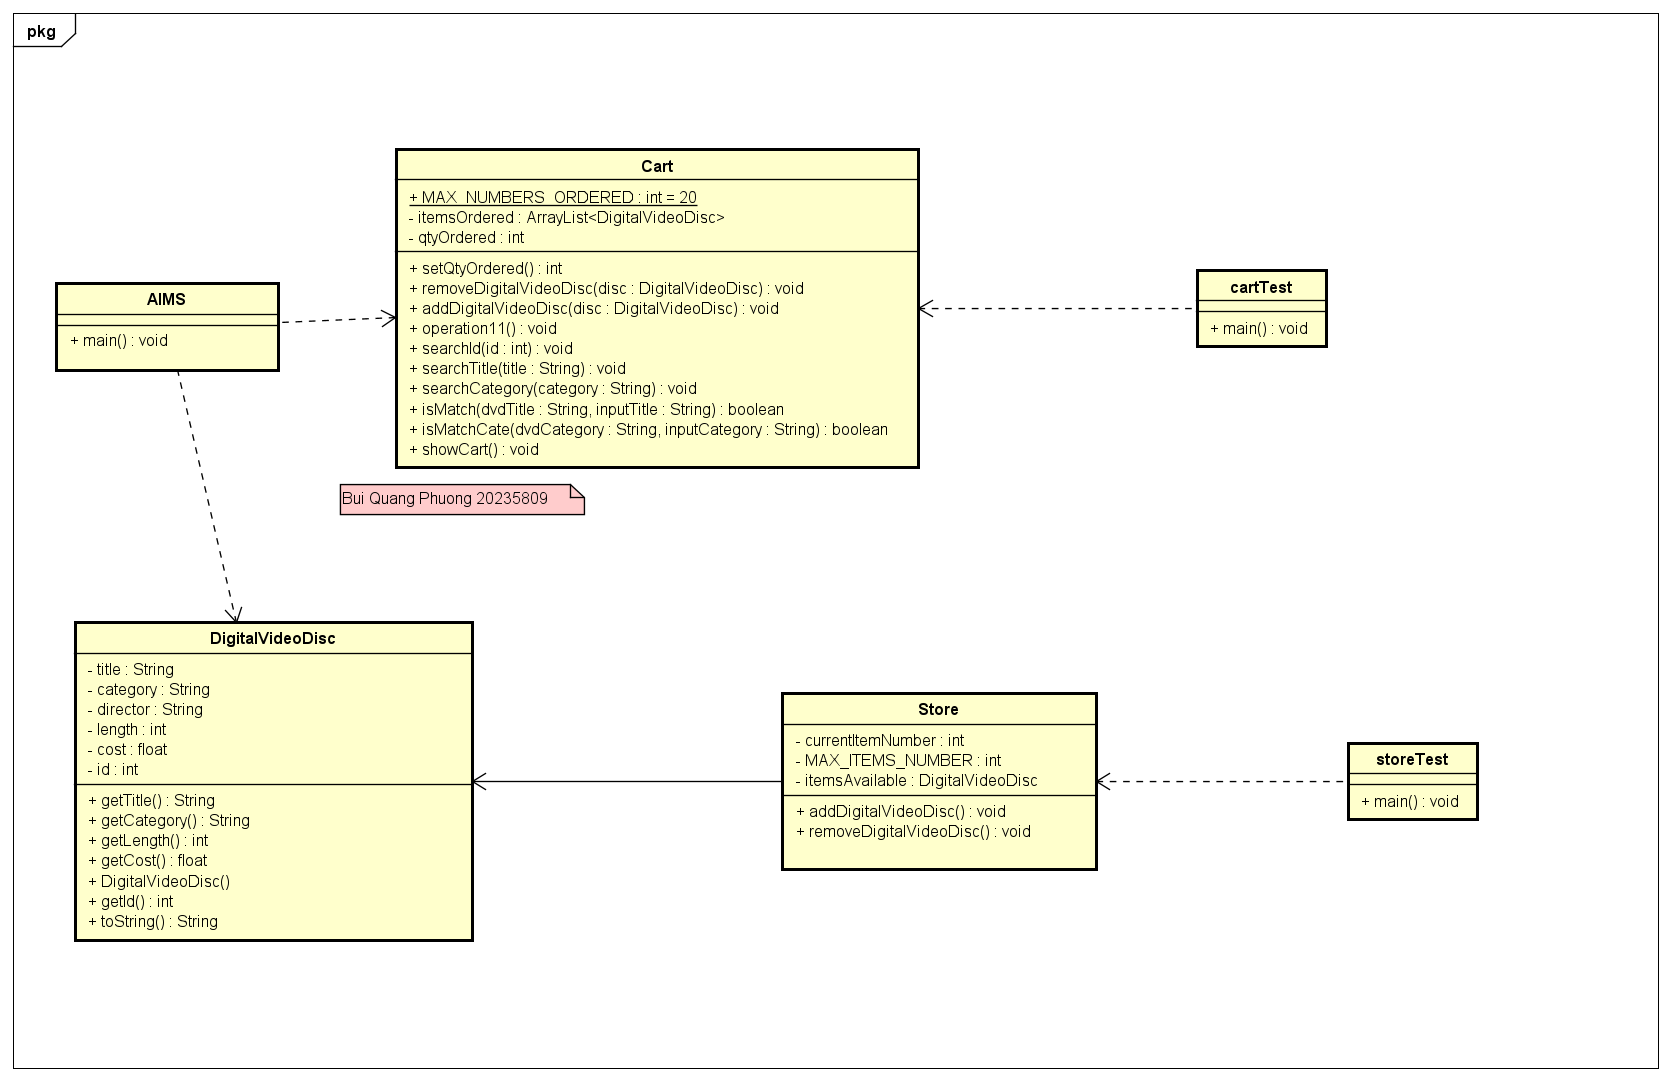 pkg
Cart
+ MAX_NUMBERS_ORDERED : int = 20
- itemsOrdered : ArrayList<DigitalVideoDisc>
- qtyOrdered : int
+ setQtyOrdered() : int
+ removeDigitalVideoDisc(disc : DigitalVideoDisc) : void
+ addDigitalVideoDisc(disc : DigitalVideoDisc) : void
+ operation11() : void
+ searchId(id : int) : void
+ searchTitle(title : String) : void
+ searchCategory(category : String) : void
+ isMatch(dvdTitle : String, inputTitle : String) : boolean
+ isMatchCate(dvdCategory : String, inputCategory : String) : boolean
+ showCart() : void
AIMS
+ main() : void
cartTest
+ main() : void
Bui Quang Phuong 20235809
DigitalVideoDisc
- title : String
- category : String
- director : String
- length : int
- cost : float
- id : int
+ getTitle() : String
+ getCategory() : String
+ getLength() : int
+ getCost() : float
+ DigitalVideoDisc()
+ getId() : int
+ toString() : String
Store
- currentItemNumber : int
- MAX_ITEMS_NUMBER : int
- itemsAvailable : DigitalVideoDisc
+ addDigitalVideoDisc() : void
+ removeDigitalVideoDisc() : void
storeTest
+ main() : void